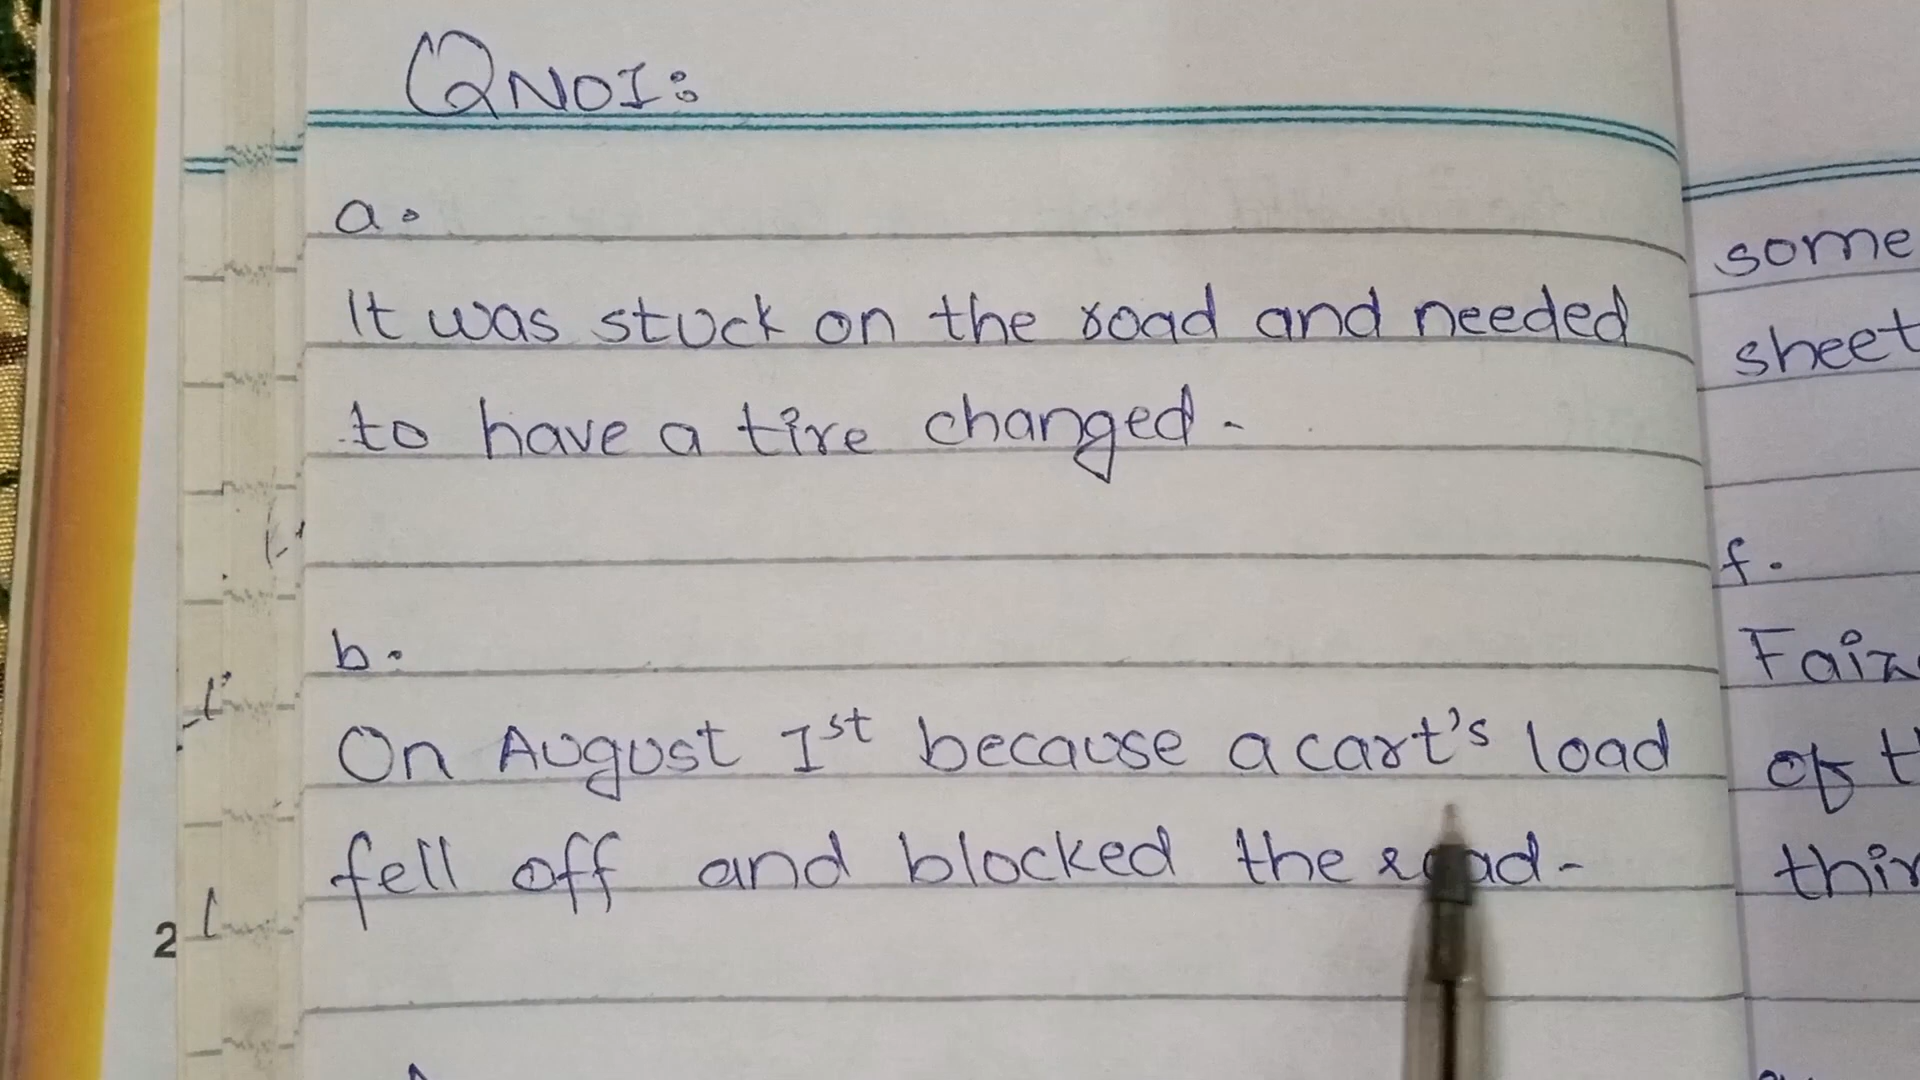 QNO1:
a.
It was stuck on the road and needed
to have a tire changed.
b.
On August 1st because a cart's load
fell off and blocked the road.
2
some
sheet
f.
of